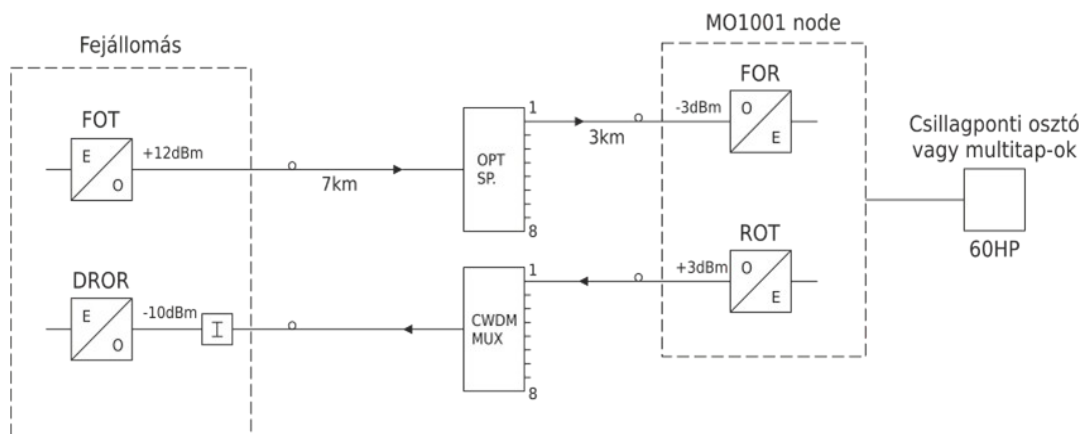 Fejállomás
FOT
E
O
+12dBm
7km
OPT
SP.
1
8
3km
MO1001 node
FOR
-3dBm
O
E
Csillagponti osztó
vagy multitap-ok
60HP
DROR
E
O
-10dBm
I
CWDM
MUX
1
8
ROT
+3dBm
O
E